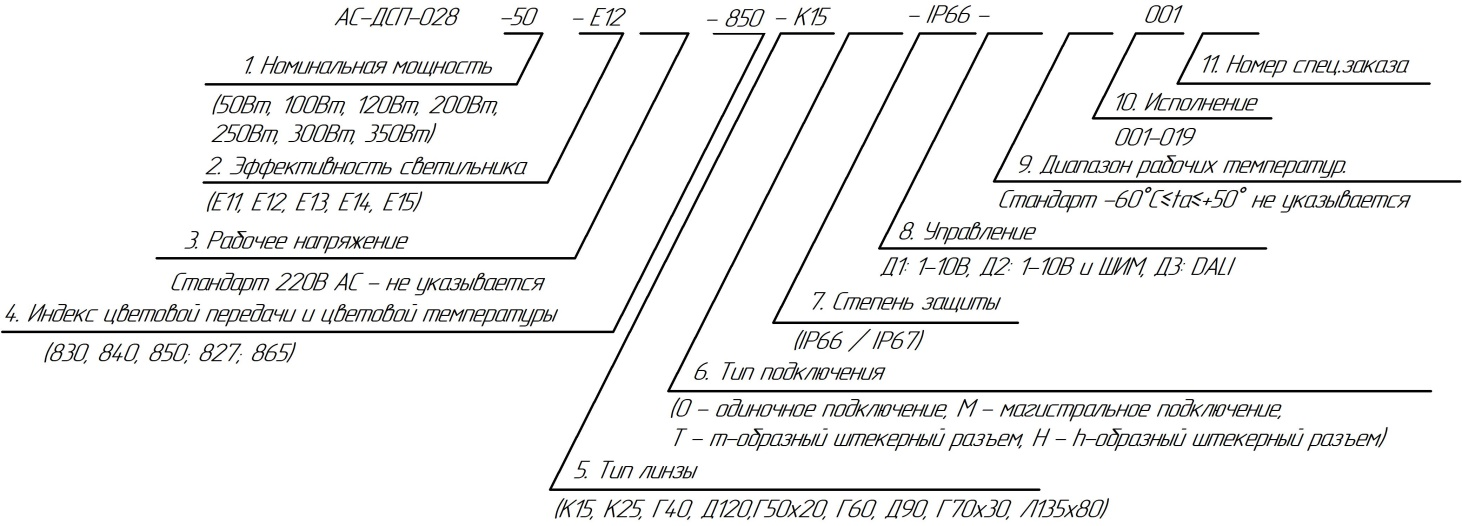 АС-ДСП-028 -50 - Е12 - 850 - К15 - IP66 - 001
1. Номинальная мощность
(50Вт, 100Вт, 120Вт, 200Вт,
250Вт, 300Вт, 350Вт)
2. Эффективность светильника
(Е11, Е12, Е13, Е14, Е15)
3. Рабочее напряжение
Стандарт 220В АС - не указывается
4. Индекс цветовой передачи и цветовой температуры
(830, 840, 850; 827; 865)
5. Тип линзы
(К15, К25, Г40, Д120,Г50х20, Г60, Д90, Г70х30, Л135х80)
6. Тип подключения
(О - одиночное подключение, М - магистральное подключение,
Т - т-образный штекерный разъем, Н - h-образный штекерный разъем)
7. Степень защиты
(IP66 / IP67)
8. Управление
Д1: 1-10В, Д2: 1-10В и ШИМ, Д3: DALI
9. Диапазон рабочих температур.
Стандарт -60°C≤ta≤+50° не указывается
10. Исполнение
001-019
11. Номер спец.заказа